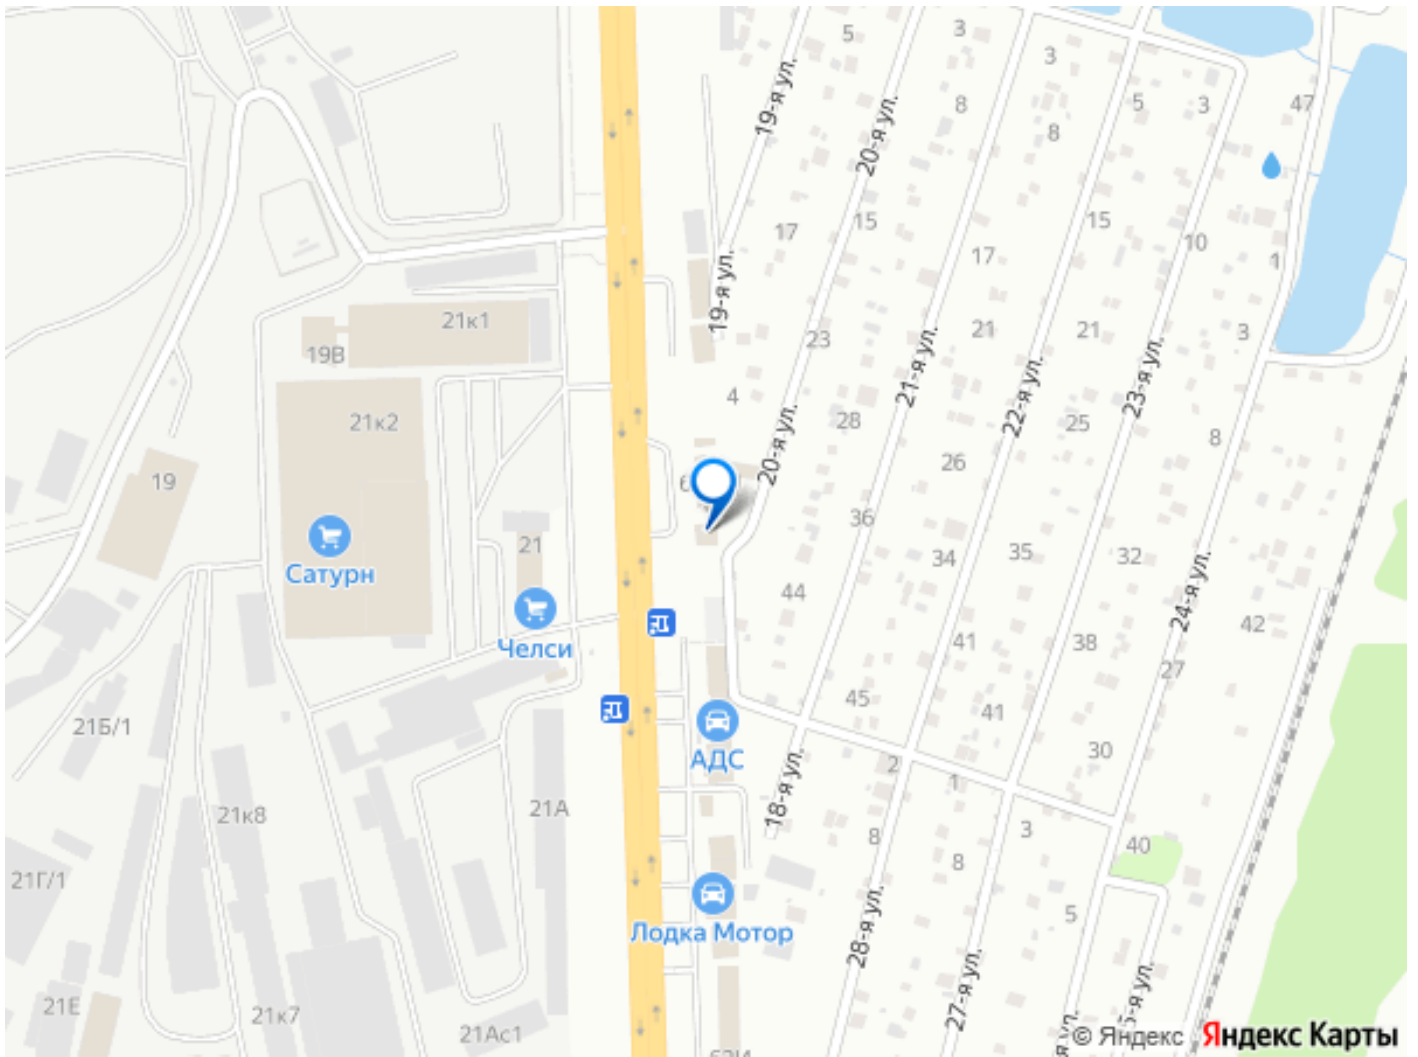 5
3
3
8
8
5
3
47
19-я ул.
20-я ул.
17
15
17
15
10
1
19-я ул.
21к1
19В
23
21
21
3
21-я ул.
22-я ул.
23-я ул.
4
28
25
8
21к2
20-я ул.
26
19
36
34
35
32
21
Сатурн
44
24-я ул.
42
Челси
41
38
27
45
41
30
21Б/1
АДС
2
1
18-я ул.
21А
21к8
8
3
8
40
21Г/1
5
Лодка Мотор
28-я ул.
27-я ул.
21Е
21к7
21Ас1
© Яндекс
Яндекс Карты